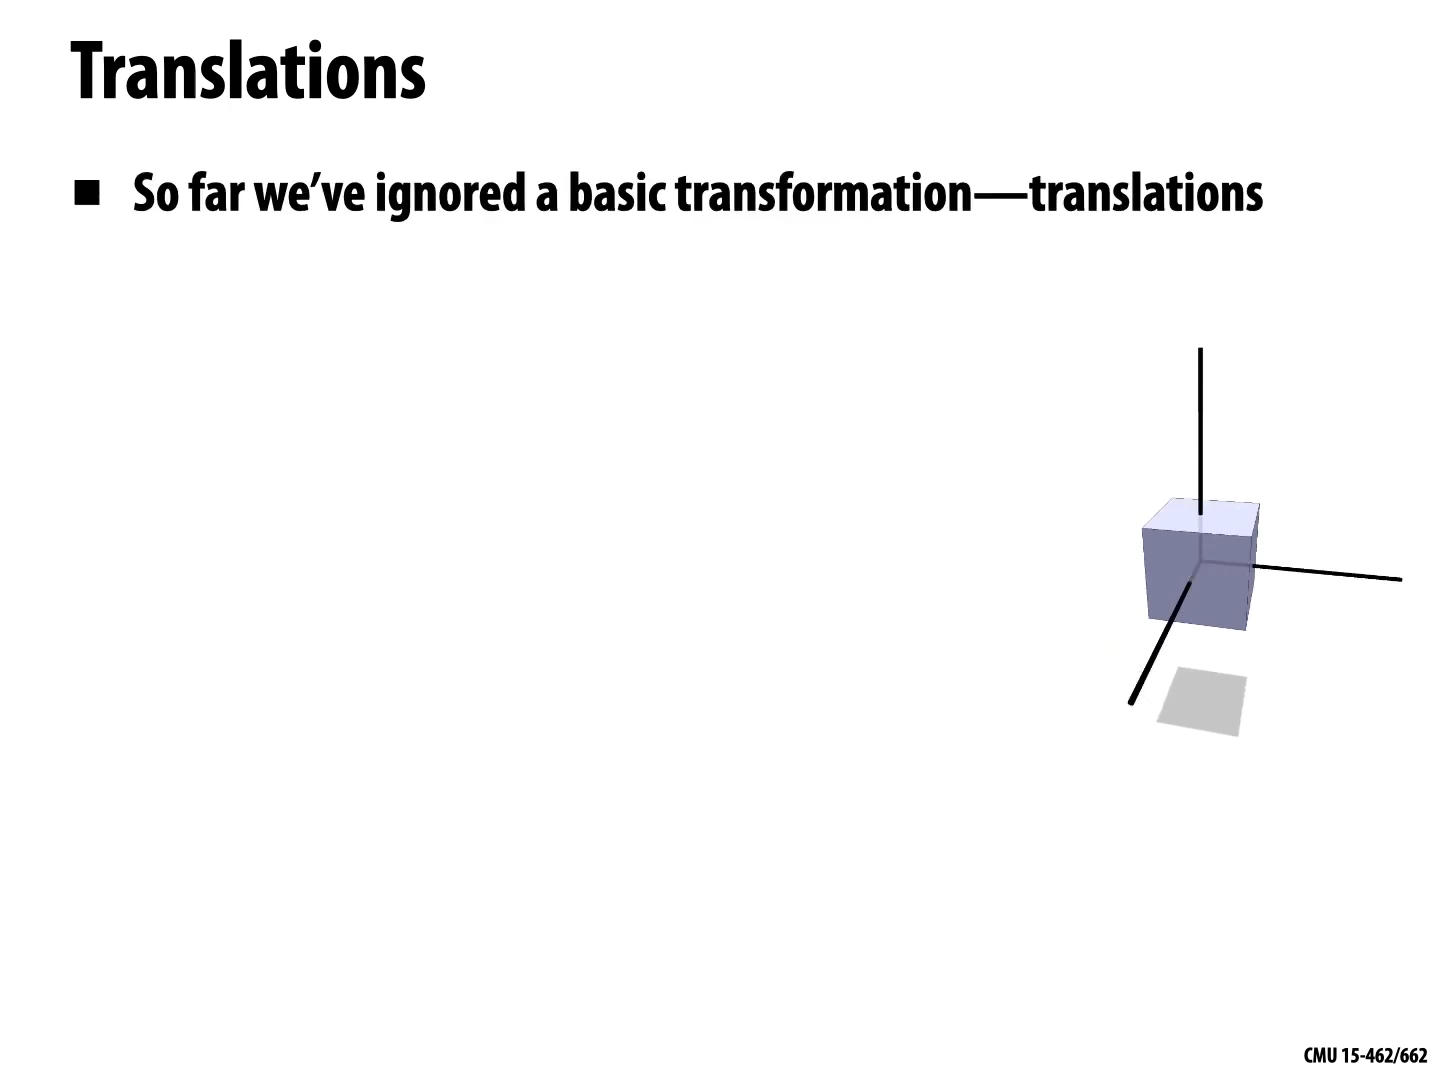 Translations
■ So far we’ve ignored a basic transformation—translations
CMU 15-462/662